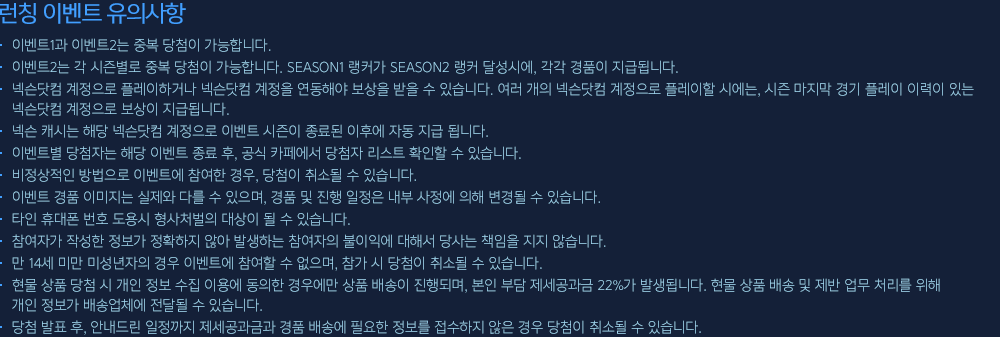 런칭 이벤트 유의사항
- 이벤트1과 이벤트2는 중복 당첨이 가능합니다.
- 이벤트2는 각 시즌별로 중복 당첨이 가능합니다. SEASON1 랭커가 SEASON2 랭커 달성시에, 각각 경품이 지급됩니다.
- 넥슨닷컴 계정으로 플레이하거나 넥슨닷컴 계정을 연동해야 보상을 받을 수 있습니다. 여러 개의 넥슨닷컴 계정으로 플레이할 시에는, 시즌 마지막 경기 플레이 이력이 있는
넥슨닷컴 계정으로 보상이 지급됩니다.
- 넥슨 캐시는 해당 넥슨닷컴 계정으로 이벤트 시즌이 종료된 이후에 자동 지급 됩니다.
- 이벤트별 당첨자는 해당 이벤트 종료 후, 공식 카페에서 당첨자 리스트 확인할 수 있습니다.
- 비정상적인 방법으로 이벤트에 참여한 경우, 당첨이 취소될 수 있습니다.
- 이벤트 경품 이미지는 실제와 다를 수 있으며, 경품 및 진행 일정은 내부 사정에 의해 변경될 수 있습니다.
- 타인 휴대폰 번호 도용시 형사처벌의 대상이 될 수 있습니다.
- 참여자가 작성한 정보가 정확하지 않아 발생하는 참여자의 불이익에 대해서 당사는 책임을 지지 않습니다.
- 만 14세 미만 미성년자의 경우 이벤트에 참여할 수 없으며, 참가 시 당첨이 취소될 수 있습니다.
- 현물 상품 당첨 시 개인 정보 수집 이용에 동의한 경우에만 상품 배송이 진행되며, 본인 부담 제세공과금 22%가 발생됩니다. 현물 상품 배송 및 제반 업무 처리를 위해
개인 정보가 배송업체에 전달될 수 있습니다.
- 당첨 발표 후, 안내드린 일정까지 제세공과금과 경품 배송에 필요한 정보를 접수하지 않은 경우 당첨이 취소될 수 있습니다.